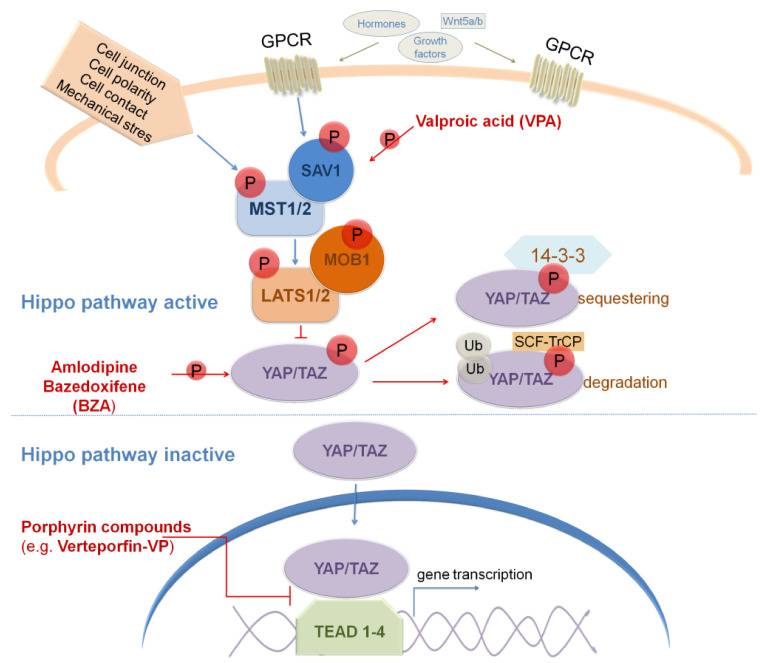 Hormones
Wnt5a/b
Growth
factors
GPCR
GPCR
Cell junction
Cell polarity
Cell contact
Mechanical stres
P
P
Valproic acid (VPA)
SAV1
P
MST1/2
P
MOB1
P
LATS1/2
14-3-3
P
YAP/TAZ
sequestering
Hippo pathway active
P
YAP/TAZ
Amlodipine
Bazedoxifene
(BZA)
P
Ub
Ub
SCF-TrCP
P
YAP/TAZ
degradation
Hippo pathway inactive
YAP/TAZ
Porphyrin compounds
(e.g. Verteporfin-VP)
YAP/TAZ
gene transcription
TEAD 1-4